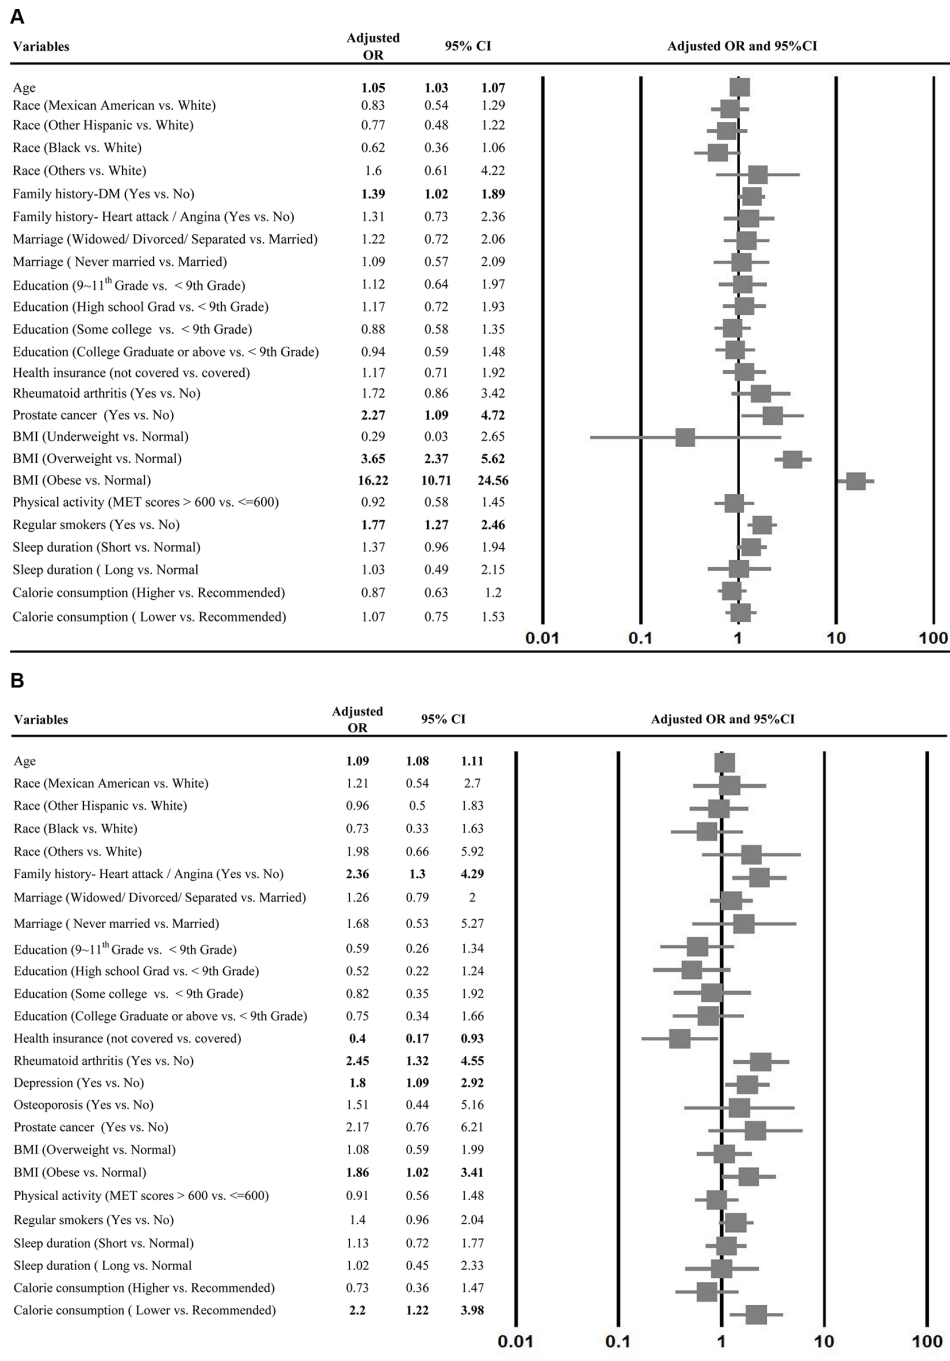 A
Variables Adjusted OR 95% CI Adjusted OR and 95%CI
Age 1.05 1.03 1.07
Race (Mexican American vs. White) 0.83 0.54 1.29
Race (Other Hispanic vs. White) 0.77 0.48 1.22
Race (Black vs. White) 0.62 0.36 1.06
Race (Others vs. White) 1.6 0.61 4.22
Family history-DM (Yes vs. No) 1.39 1.02 1.89
Family history- Heart attack / Angina (Yes vs. No) 1.31 0.73 2.36
Marriage (Widowed/ Divorced/ Separated vs. Married) 1.22 0.72 2.06
Marriage ( Never married vs. Married) 1.09 0.57 2.09
Education (9~11th Grade vs. < 9th Grade) 1.12 0.64 1.97
Education (High school Grad vs. < 9th Grade) 1.17 0.72 1.93
Education (Some college vs. < 9th Grade) 0.88 0.58 1.35
Education (College Graduate or above vs. < 9th Grade) 0.94 0.59 1.48
Health insurance (not covered vs. covered) 1.17 0.71 1.92
Rheumatoid arthritis (Yes vs. No) 1.72 0.86 3.42
Prostate cancer (Yes vs. No) 2.27 1.09 4.72
BMI (Underweight vs. Normal) 0.29 0.03 2.65
BMI (Overweight vs. Normal) 3.65 2.37 5.62
BMI (Obese vs. Normal) 16.22 10.71 24.56
Physical activity (MET scores > 600 vs. <=600) 0.92 0.58 1.45
Regular smokers (Yes vs. No) 1.77 1.27 2.46
Sleep duration (Short vs. Normal) 1.37 0.96 1.94
Sleep duration ( Long vs. Normal 1.03 0.49 2.15
Calorie consumption (Higher vs. Recommended) 0.87 0.63 1.2
Calorie consumption ( Lower vs. Recommended) 1.07 0.75 1.53
0.01 0.1 1 10 100
B
Variables Adjusted OR 95% CI Adjusted OR and 95%CI
Age 1.09 1.08 1.11
Race (Mexican American vs. White) 1.21 0.54 2.7
Race (Other Hispanic vs. White) 0.96 0.5 1.83
Race (Black vs. White) 0.73 0.33 1.63
Race (Others vs. White) 1.98 0.66 5.92
Family history- Heart attack / Angina (Yes vs. No) 2.36 1.3 4.29
Marriage (Widowed/ Divorced/ Separated vs. Married) 1.26 0.79 2
Marriage ( Never married vs. Married) 1.68 0.53 5.27
Education (9~11th Grade vs. < 9th Grade) 0.59 0.26 1.34
Education (High school Grad vs. < 9th Grade) 0.52 0.22 1.24
Education (Some college vs. < 9th Grade) 0.82 0.35 1.92
Education (College Graduate or above vs. < 9th Grade) 0.75 0.34 1.66
Health insurance (not covered vs. covered) 0.4 0.17 0.93
Rheumatoid arthritis (Yes vs. No) 2.45 1.32 4.55
Depression (Yes vs. No) 1.8 1.09 2.92
Osteoporosis (Yes vs. No) 1.51 0.44 5.16
Prostate cancer (Yes vs. No) 2.17 0.76 6.21
BMI (Overweight vs. Normal) 1.08 0.59 1.99
BMI (Obese vs. Normal) 1.86 1.02 3.41
Physical activity (MET scores > 600 vs. <=600) 0.91 0.56 1.48
Regular smokers (Yes vs. No) 1.4 0.96 2.04
Sleep duration (Short vs. Normal) 1.13 0.72 1.77
Sleep duration ( Long vs. Normal 1.02 0.45 2.33
Calorie consumption (Higher vs. Recommended) 0.73 0.36 1.47
Calorie consumption ( Lower vs. Recommended) 2.2 1.22 3.98
0.01 0.1 1 10 100